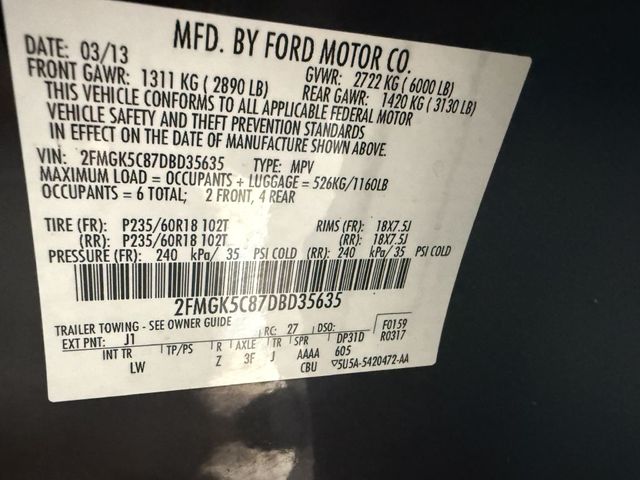 MFD. BY FORD MOTOR CO.
DATE: 03/13 GVWR: 2722 KG ( 6000 LB)
FRONT GAWR: 1311 KG ( 2890 LB) REAR GAWR: 1420 KG ( 3130 LB)
THIS VEHICLE CONFORMS TO ALL APPLICABLE FEDERAL MOTOR
VEHICLE SAFETY AND THEFT PREVENTION STANDARDS
IN EFFECT ON THE DATE OF MANUFACTURE SHOWN ABOVE.
VIN: 2FMGK5C87DBD35635 TYPE: MPV
MAXIMUM LOAD = OCCUPANTS + LUGGAGE = 526KG/1160LB
OCCUPANTS = 6 TOTAL; 2 FRONT, 4 REAR
TIRE (FR): P235/60R18 102T RIMS (FR): 18X7.5J
(RR): P235/60R18 102T (RR): 18X7.5J
PRESSURE (FR): 240 kPa/ 35 PSI COLD (RR): 240 kPa/ 35 PSI COLD
2FMGK5C87DBD35635
TRAILER TOWING - SEE OWNER GUIDE RC: 27 DSO: F0159
EXT PNT: J1 R0317
INT TR TP/PS R AXLE TR SPR DP31D
LW Z 3F J AAAA 605
CBU ▽5U5A-5420472-AA